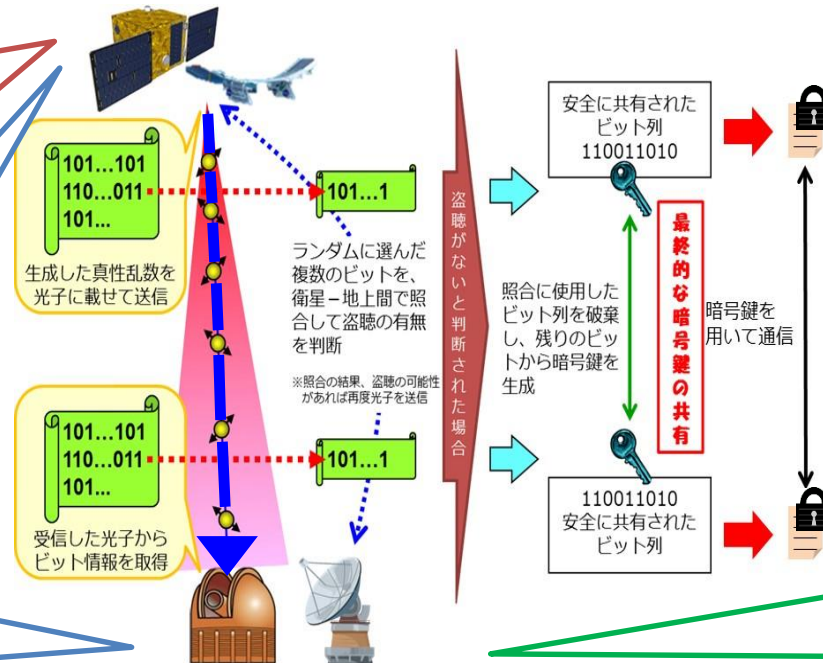 101...101
110...011
101...
生成した真性乱数を
光子に載せて送信
101...1
ランダムに選んだ
複数のビットを、
衛星－地上間で照
合して盗聴の有無
を判断
※照合の結果、盗聴の可能性
があれば再度光子を送信
101...101
110...011
101...
受信した光子から
ビット情報を取得
101...1
盗聴がないと判断された場合
安全に共有された
ビット列
110011010
照合に使用した
ビット列を破棄
し、残りのビッ
トから暗号鍵を
生成
最終的な暗号鍵の共有
110011010
安全に共有された
ビット列
暗号鍵を
用いて通信